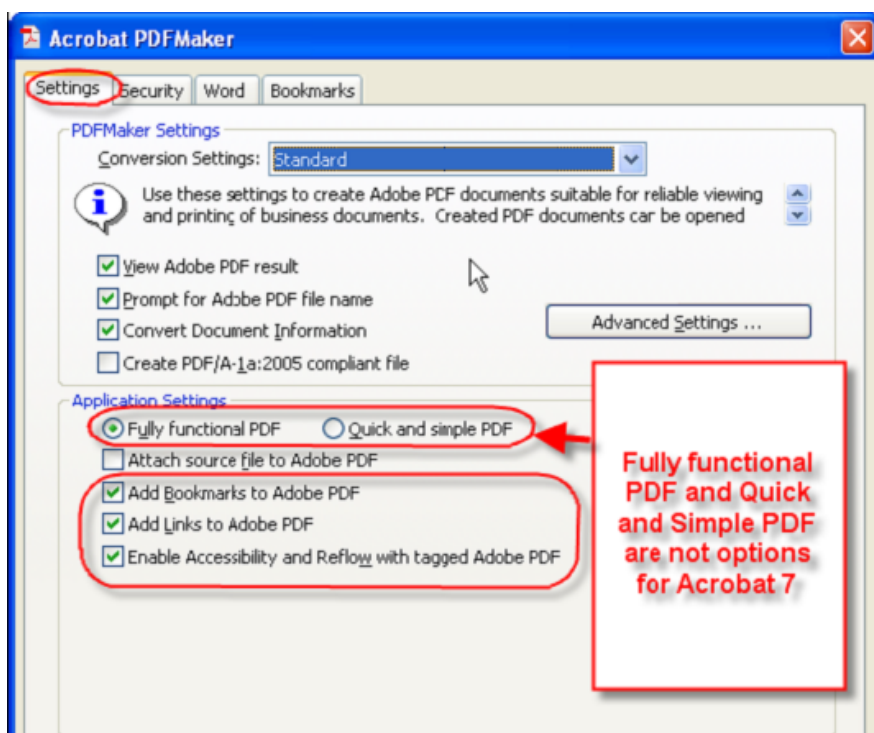 Acrobat PDFMaker
Settings Security Word Bookmarks
PDFMaker Settings
Conversion Settings: Standard
Use these settings to create Adobe PDF documents suitable for reliable viewing
and printing of business documents. Created PDF documents can be opened
View Adobe PDF result
Prompt for Adobe PDF file name
Convert Document Information
Advanced Settings ...
Create PDF/A-1a:2005 compliant file
Application Settings
Fully functional PDF Quick and simple PDF
Attach source file to Adobe PDF
Add Bookmarks to Adobe PDF
Add Links to Adobe PDF
Enable Accessibility and Reflow with tagged Adobe PDF
Fully functional
PDF and Quick
and Simple PDF
are not options
for Acrobat 7